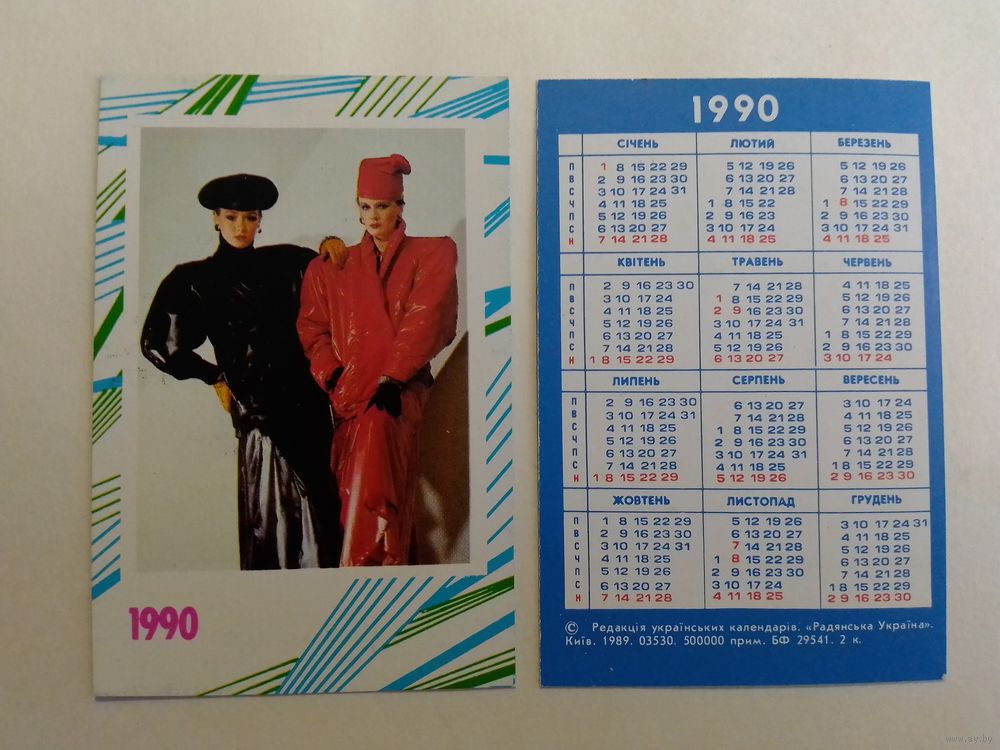 1990
1990
СІЧЕНЬ ЛЮТИЙ БЕРЕЗЕНЬ
П 1 8 15 22 29 5 12 19 26 5 12 19 26
В 2 9 16 23 30 6 13 20 27 6 13 20 27
С 3 10 17 24 31 7 14 21 28 7 14 21 28
Ч 4 11 18 25 1 8 15 22 1 8 15 22 29
П 5 12 19 26 2 9 16 23 2 9 16 23 30
С 6 13 20 27 3 10 17 24 3 10 17 24 31
Н 7 14 21 28 4 11 18 25 4 11 18 25
КВІТЕНЬ ТРАВЕНЬ ЧЕРВЕНЬ
П 2 9 16 23 30 7 14 21 28 4 11 18 25
В 3 10 17 24 1 8 15 22 29 5 12 19 26
С 4 11 18 25 2 9 16 23 30 6 13 20 27
Ч 5 12 19 26 3 10 17 24 31 7 14 21 28
П 6 13 20 27 4 11 18 25 1 8 15 22 29
С 7 14 21 28 5 12 19 26 2 9 16 23 30
Н 1 8 15 22 29 6 13 20 27 3 10 17 24
ЛИПЕНЬ СЕРПЕНЬ ВЕРЕСЕНЬ
П 2 9 16 23 30 6 13 20 27 3 10 17 24
В 3 10 17 24 31 7 14 21 28 4 11 18 25
С 4 11 18 25 1 8 15 22 29 5 12 19 26
Ч 5 12 19 26 2 9 16 23 30 6 13 20 27
П 6 13 20 27 3 10 17 24 31 7 14 21 28
С 7 14 21 28 4 11 18 25 1 8 15 22 29
Н 1 8 15 22 29 5 12 19 26 2 9 16 23 30
ЖОВТЕНЬ ЛИСТОПАД ГРУДЕНЬ
П 1 8 15 22 29 5 12 19 26 3 10 17 24 31
В 2 9 16 23 30 6 13 20 27 4 11 18 25
С 3 10 17 24 31 7 14 21 28 5 12 19 26
Ч 4 11 18 25 1 8 15 22 29 6 13 20 27
П 5 12 19 26 2 9 16 23 30 7 14 21 28
С 6 13 20 27 3 10 17 24 1 8 15 22 29
Н 7 14 21 28 4 11 18 25 2 9 16 23 30
© Редакція українських календарів. «Радянська Україна».
Київ. 1989. 03530. 500000 прим. БФ 29541. 2 к.
www.ay.by